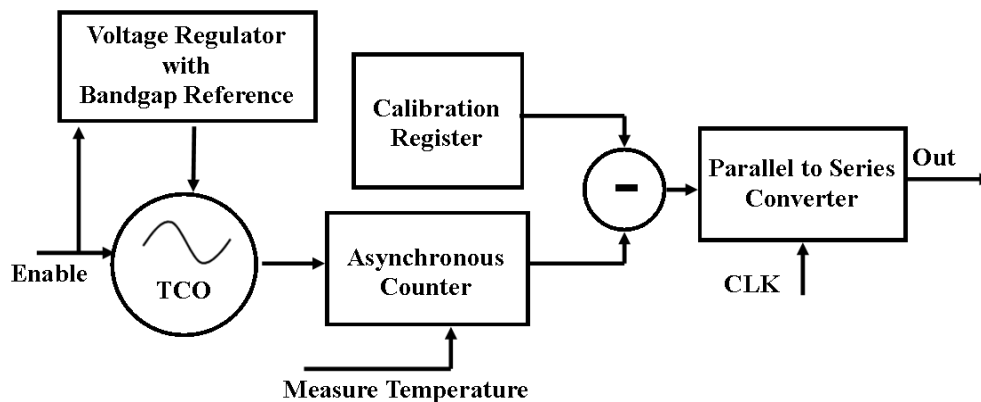 Voltage Regulator
with
Bandgap Reference
Calibration
Register
-
Parallel to Series
Converter
Out
Enable
TCO
Asynchronous
Counter
CLK
Measure Temperature